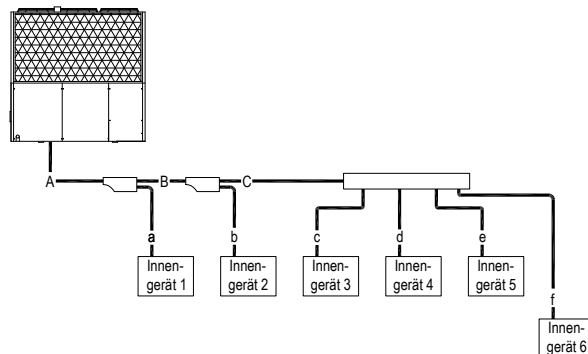 A
B
C
a
b
c
d
e
f
Innen-
gerät 1
Innen-
gerät 2
Innen-
gerät 3
Innen-
gerät 4
Innen-
gerät 5
Innen-
gerät 6